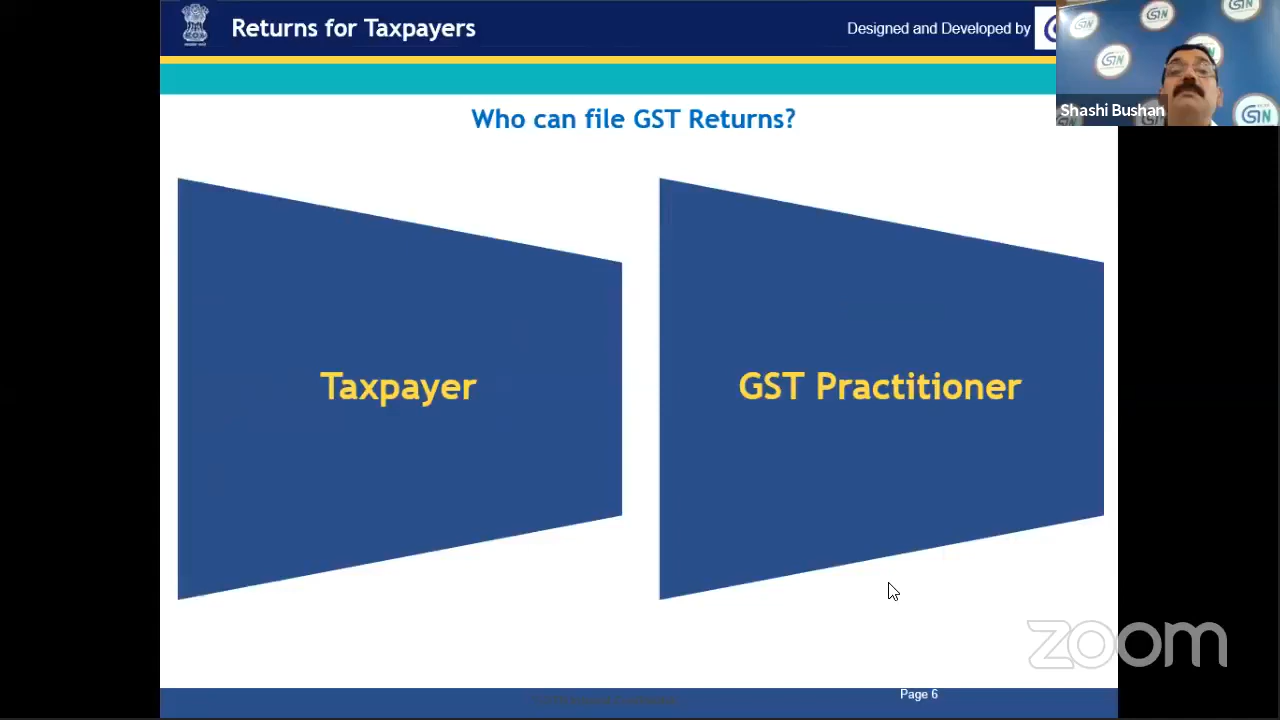 Returns for Taxpayers
Designed and Developed by
Shashi Bushan
Who can file GST Returns?
Taxpayer
GST Practitioner
zoom
Page 6